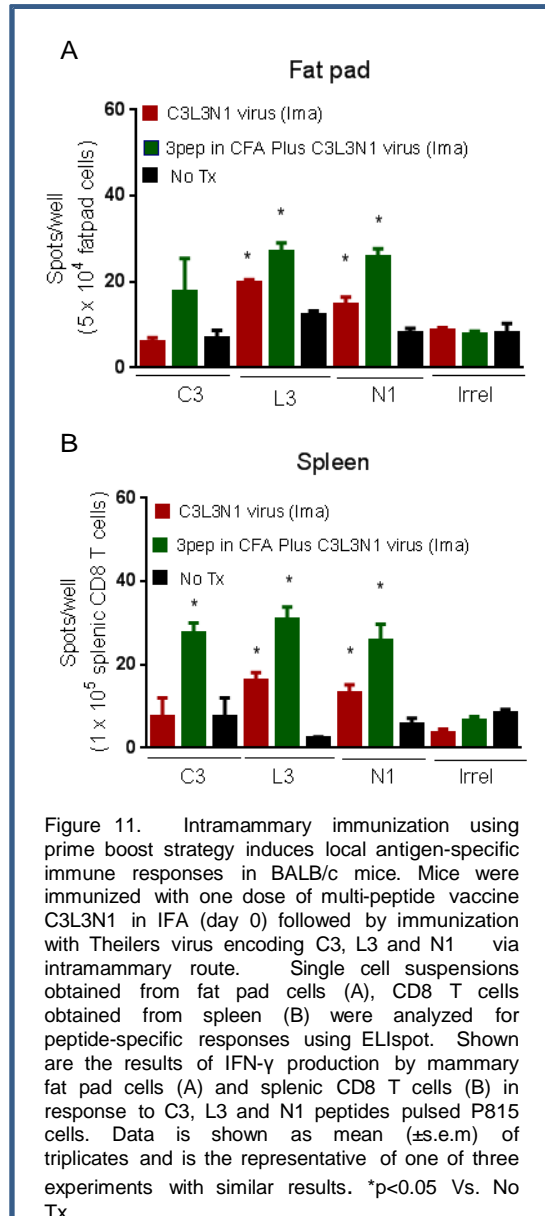 A
Fat pad
60
40
20
0
Spots/well
(5 x 10⁴ fatpad cells)
C3L3N1 virus (Ima)
3pep in CFA Plus C3L3N1 virus (Ima)
No Tx
* * * *
C3 L3 N1 Irrel
B
Spleen
60
40
20
0
Spots/well
(1 x 10⁵ splenic CD8 T cells)
C3L3N1 virus (Ima)
3pep in CFA Plus C3L3N1 virus (Ima)
No Tx
* * * * *
C3 L3 N1 Irrel
Figure 11. Intramammary immunization using
prime boost strategy induces local antigen-specific
immune responses in BALB/c mice. Mice were
immunized with one dose of multi-peptide vaccine
C3L3N1 in IFA (day 0) followed by immunization
with Theilers virus encoding C3, L3 and N1 via
intramammary route. Single cell suspensions
obtained from fat pad cells (A), CD8 T cells
obtained from spleen (B) were analyzed for
peptide-specific responses using ELIspot. Shown
are the results of IFN-γ production by mammary
fat pad cells (A) and splenic CD8 T cells (B) in
response to C3, L3 and N1 peptides pulsed P815
cells. Data is shown as mean (±s.e.m) of
triplicates and is the representative of one of three
experiments with similar results. *p<0.05 Vs. No
Tx